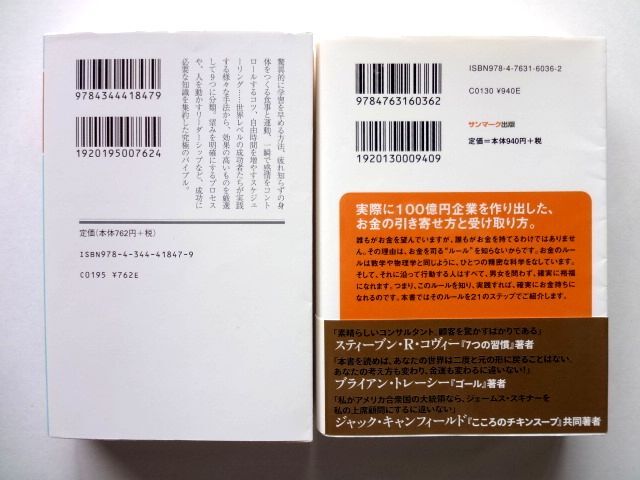 9784344418479
1920195007624
驚異的に学習を早める方法、疲れ知らずの身
体をつくる食事と運動、一瞬で感情をコント
ロールするコツ、自由時間を増やすスケジュ
ーリング……世界レベルの成功者たちが実践
する様々な手法から、効果の高いものを厳選
して9つに分類。望みを明確にするプロセス
や、人を動かすリーダーシップなど、成功に
必要な知識を集約した究極のバイブル。
定価(本体762円+税)
ISBN978-4-344-41847-9
C0195 ¥762E
ISBN978-4-7631-6036-2
C0130 ¥940E
9784763160362
サンマーク出版
定価=本体940円+税
1920130009409
実際に100億円企業を作り出した、
お金の引き寄せ方と受け取り方。
誰もがお金を望んでいますが、誰もがお金を持てるわけではありま
せん。その理由は、お金を司る“ルール”を知らないからです。お金のルー
ルは数学や物理学と同じように、ひとつの精密な科学をなしています。
そして、それに沿って行動する人はすべて、男女を問わず、確実に裕福
になれます。つまり、このルールを知り、実践すれば、確実にお金持ちに
なれるのです。本書ではそのルールを21のステップでご紹介します。
「素晴らしいコンサルタント。顧客を驚かすばかりである」
スティーブン・R・コヴィー『7つの習慣』著者
「本書を読めば、あなたの世界は二度と元の形に戻ることはない。
あなたの考え方も変わり、金運も変わるに違いない!」
ブライアン・トレーシー『ゴール』著者
「私がアメリカ合衆国の大統領なら、ジェームス・スキナーを
私の上席顧問にするに違いない」
ジャック・キャンフィールド『こころのチキンスープ』共同著者